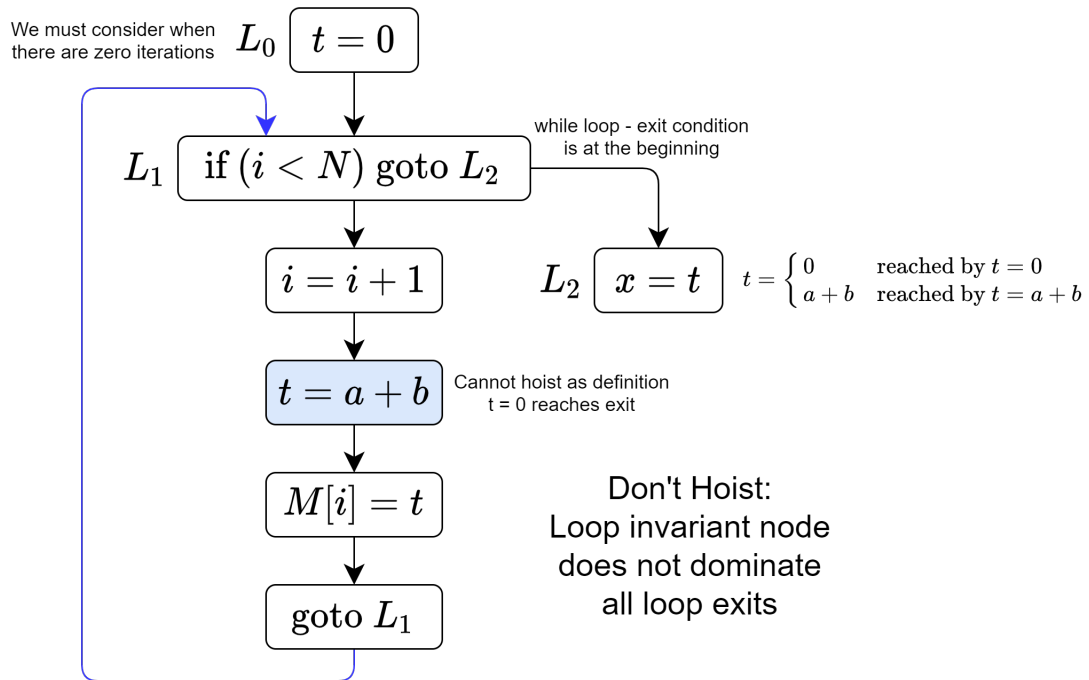 We must consider when
there are zero iterations
L₀
t = 0
while loop - exit condition
is at the beginning
L₁
if (i < N) goto L₂
i = i + 1
L₂
x = t
t = { 0 reached by t = 0
a + b reached by t = a + b
t = a + b
Cannot hoist as definition
t = 0 reaches exit
M[i] = t
Don't Hoist:
Loop invariant node
does not dominate
all loop exits
goto L₁